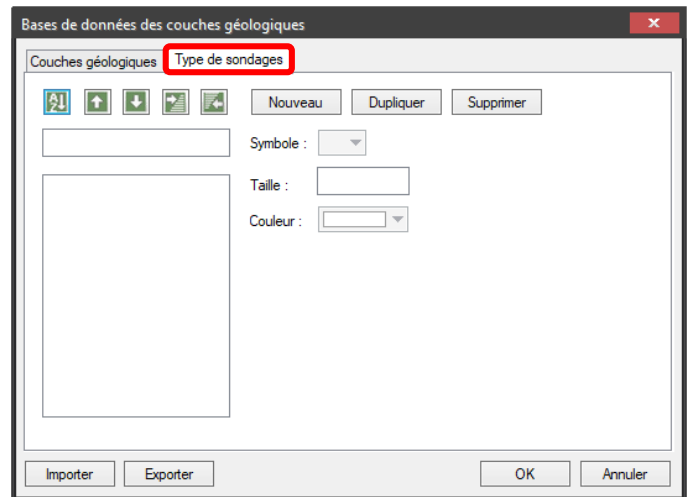 Bases de données des couches géologiques
Couches géologiques Type de sondages
A Z Nouveau Dupliquer Supprimer
Symbole :
Taille :
Couleur :
Importer Exporter OK Annuler